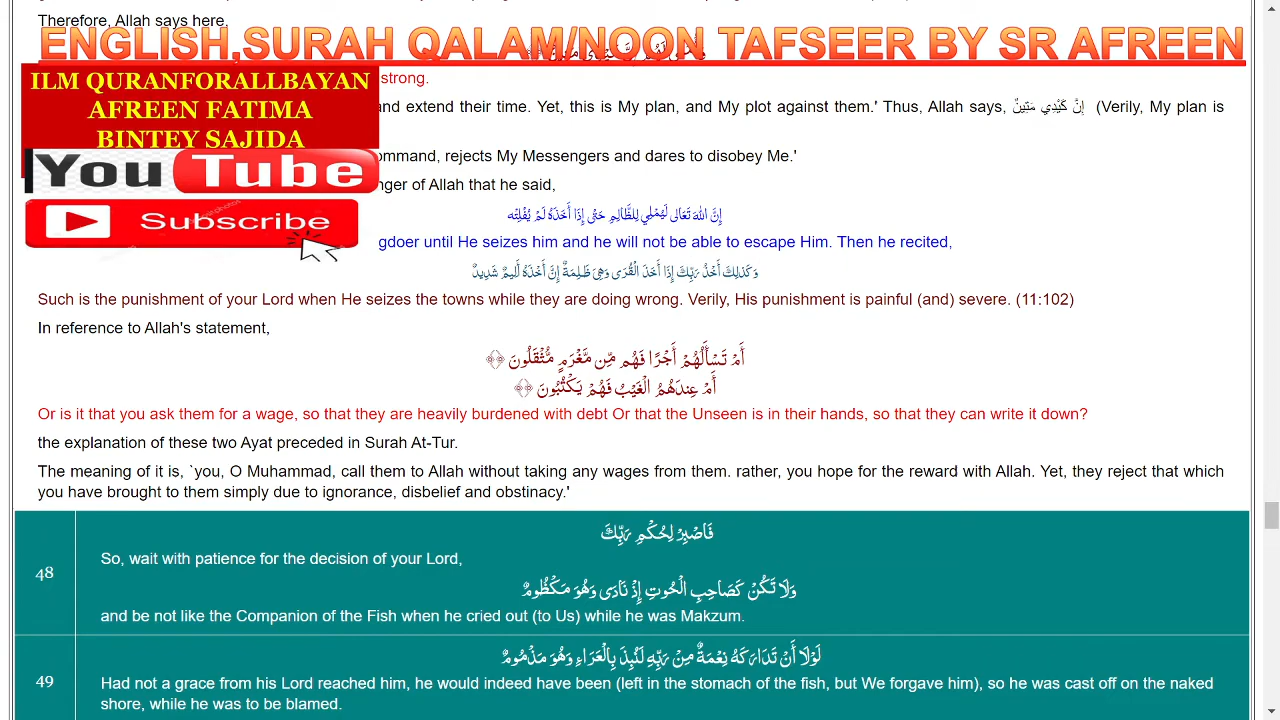 Therefore, Allah says here,
ENGLISH,SURAH QALAM/NOON TAFSEER BY SR AFREEN
ILM QURANFORALLBAYAN
AFREEN FATIMA
BINTEY SAJIDA
You Tube
Subscribe
strong.
and extend their time. Yet, this is My plan, and My plot against them.' Thus, Allah says, إِنَّ كَيْدِي مَتِينٌ (Verily, My plan is
ommand, rejects My Messengers and dares to disobey Me.'
nger of Allah that he said,
إِنَّ اللهَ تَعَالى لَيُمْلِي لِلظَّالِمِ حَتْى إِذَا أَخَذَهُ لَمْ يُفْلِتْه
gdoer until He seizes him and he will not be able to escape Him. Then he recited,
وَكَذلِكَ أَخْذُ رَبِّكَ إِذَا أَخَذَ الْقُرَى وَهِىَ ظَـلِمَةٌ إِنَّ أَخْذَهُ أَلِيمٌ شَدِيدٌ
Such is the punishment of your Lord when He seizes the towns while they are doing wrong. Verily, His punishment is painful (and) severe. (11:102)
In reference to Allah's statement,
أَمْ تَسْأَلُهُمْ أَجْرًا فَهُم مِّن مَّغْرَمٍ مُّثْقَلُونَ
أَمْ عِندَهُمُ الْغَيْبُ فَهُمْ يَكْتُبُونَ
Or is it that you ask them for a wage, so that they are heavily burdened with debt Or that the Unseen is in their hands, so that they can write it down?
the explanation of these two Ayat preceded in Surah At-Tur.
The meaning of it is, `you, O Muhammad, call them to Allah without taking any wages from them. rather, you hope for the reward with Allah. Yet, they reject that which
you have brought to them simply due to ignorance, disbelief and obstinacy.'
48
فَاصْبِرْ لِحُكْمِ رَبِّكَ
So, wait with patience for the decision of your Lord,
وَلَا تَكُنْ كَصَاحِبِ الْحُوتِ إِذْ نَادَى وَهُوَ مَكْظُومٌ
and be not like the Companion of the Fish when he cried out (to Us) while he was Makzum.
49
لَوْلَا أَنْ تَدَارَكَهُ نِعْمَةٌ مِنْ رَبِّهِ لَنُبِذَ بِالْعَرَاءِ وَهُوَ مَذْمُومٌ
Had not a grace from his Lord reached him, he would indeed have been (left in the stomach of the fish, but We forgave him), so he was cast off on the naked
shore, while he was to be blamed.